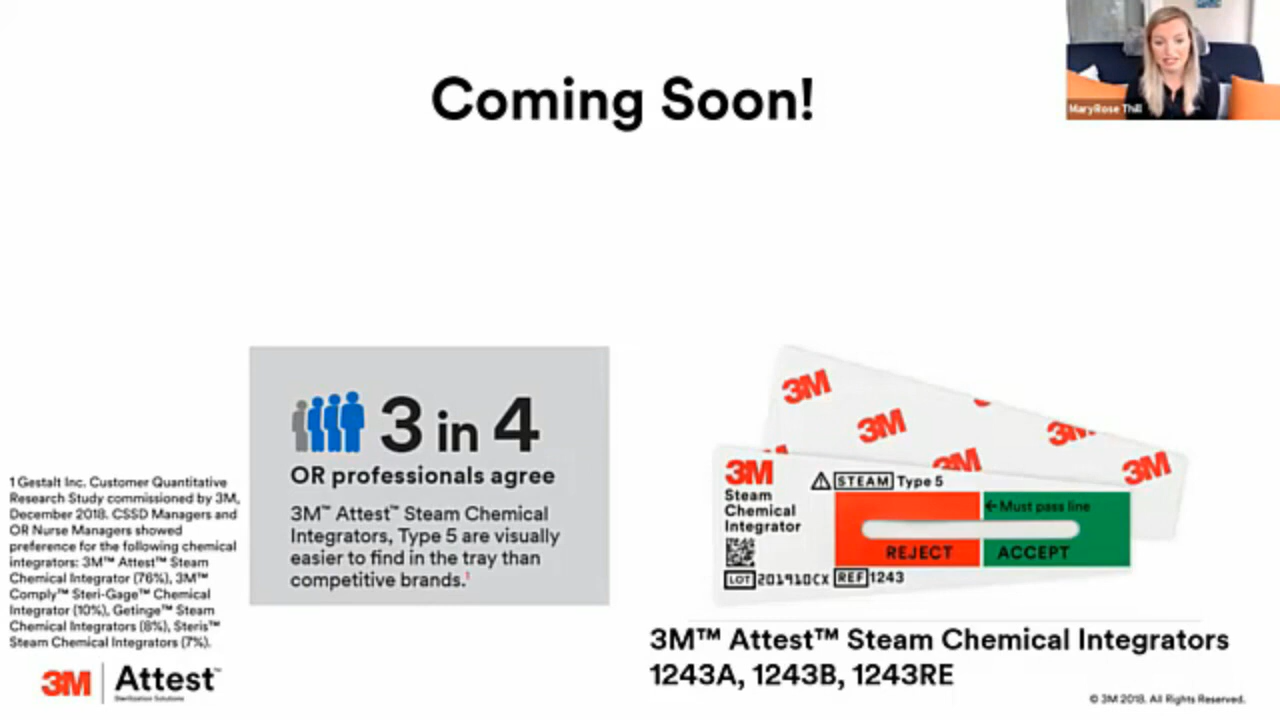 Coming Soon!
MaryRose Thill
3 in 4
OR professionals agree
3M™ Attest™ Steam Chemical
Integrators, Type 5 are visually
easier to find in the tray than
competitive brands.¹
1 Gestalt Inc. Customer Quantitative
Research Study commissioned by 3M,
December 2018. CSSD Managers and
OR Nurse Managers showed
preference for the following chemical
integrators: 3M™ Attest™ Steam
Chemical Integrator (76%), 3M™
Comply™ Steri-Gage™ Chemical
Integrator (10%), Getinge™ Steam
Chemical Integrators (8%), Steris™
Steam Chemical Integrators (7%).
3M
Attest™
Sterilization Solutions
3M
3M
3M
3M
3M
3M
Steam
Chemical
Integrator
STEAM Type 5
← Must pass line
REJECT
ACCEPT
LOT 201910CX REF 1243
3M™ Attest™ Steam Chemical Integrators
1243A, 1243B, 1243RE
© 3M 2018. All Rights Reserved.